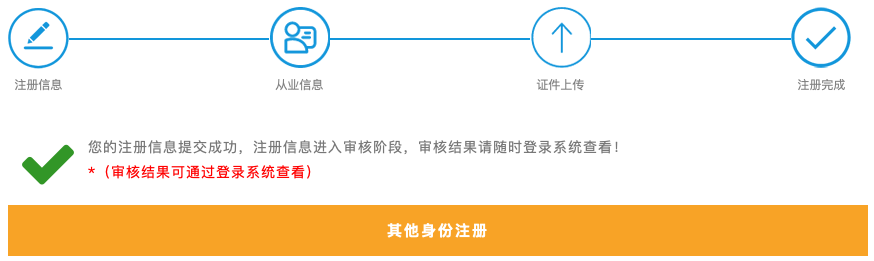 注册信息
从业信息
证件上传
注册完成
您的注册信息提交成功，注册信息进入审核阶段，审核结果请随时登录系统查看！
*（审核结果可通过登录系统查看）
其他身份注册